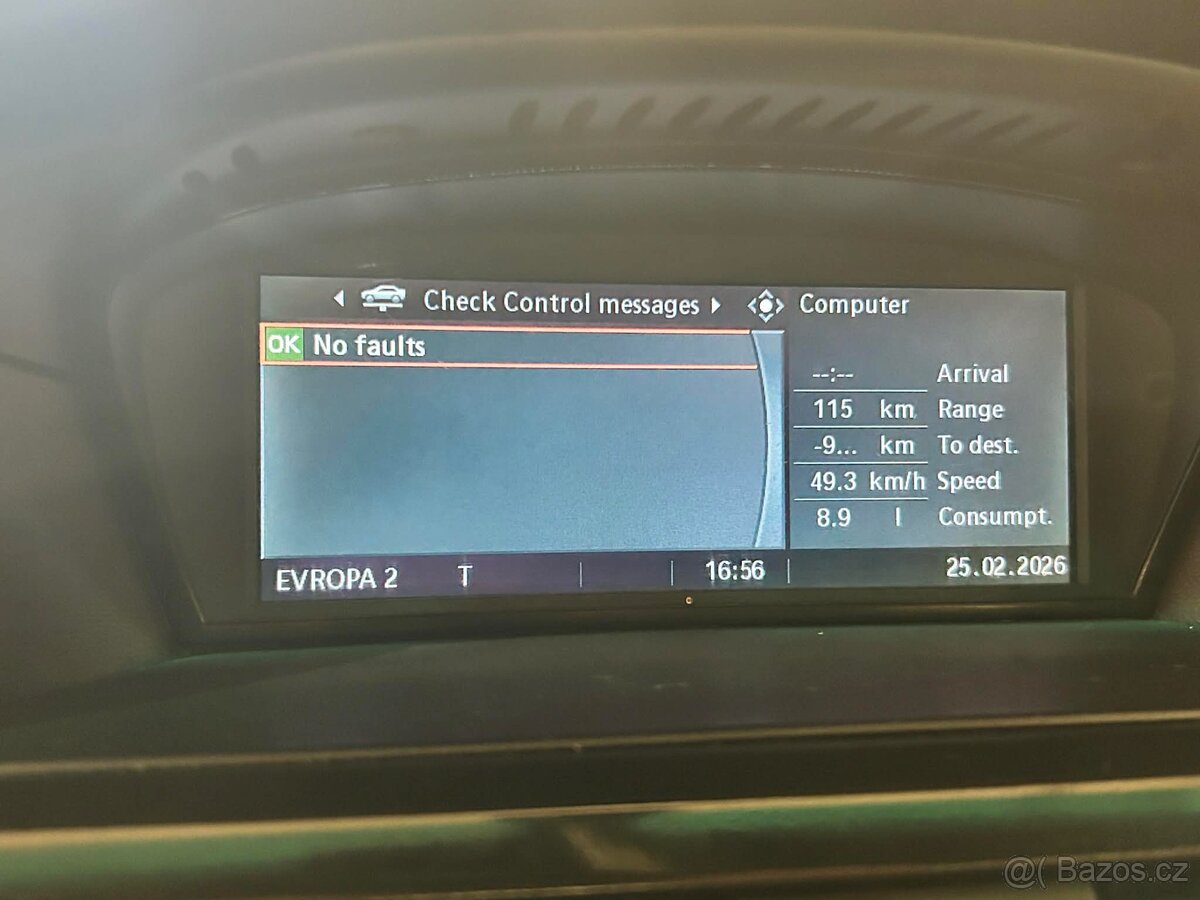 Check Control messages
Computer
OK No faults
--:-- Arrival
115 km Range
-9... km To dest.
49.3 km/h Speed
8.9 l Consumpt.
EVROPA 2 T 16:56 25.02.2026
@( Bazos.cz